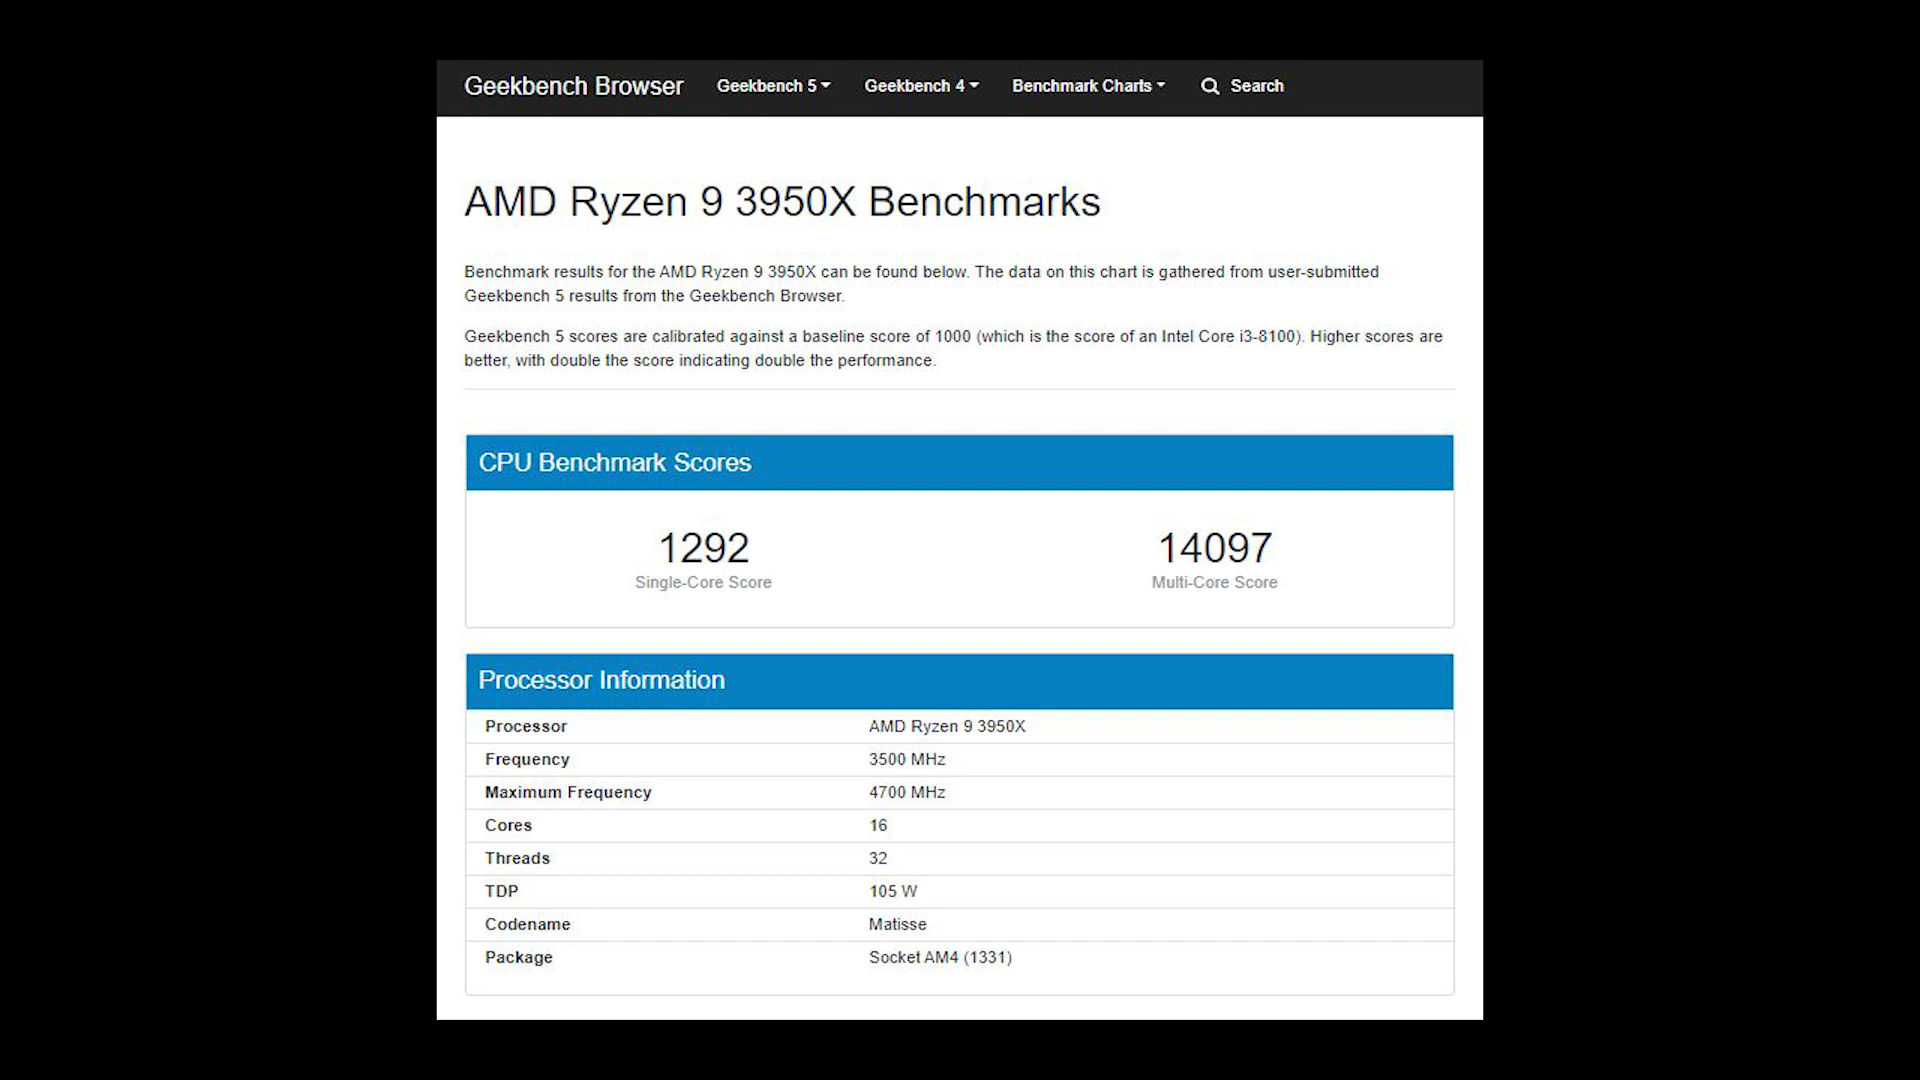 Geekbench Browser Geekbench 5 Geekbench 4 Benchmark Charts Search
AMD Ryzen 9 3950X Benchmarks
Benchmark results for the AMD Ryzen 9 3950X can be found below. The data on this chart is gathered from user-submitted
Geekbench 5 results from the Geekbench Browser.
Geekbench 5 scores are calibrated against a baseline score of 1000 (which is the score of an Intel Core i3-8100). Higher scores are
better, with double the score indicating double the performance.
CPU Benchmark Scores
1292 14097
Single-Core Score Multi-Core Score
Processor Information
Processor AMD Ryzen 9 3950X
Frequency 3500 MHz
Maximum Frequency 4700 MHz
Cores 16
Threads 32
TDP 105 W
Codename Matisse
Package Socket AM4 (1331)